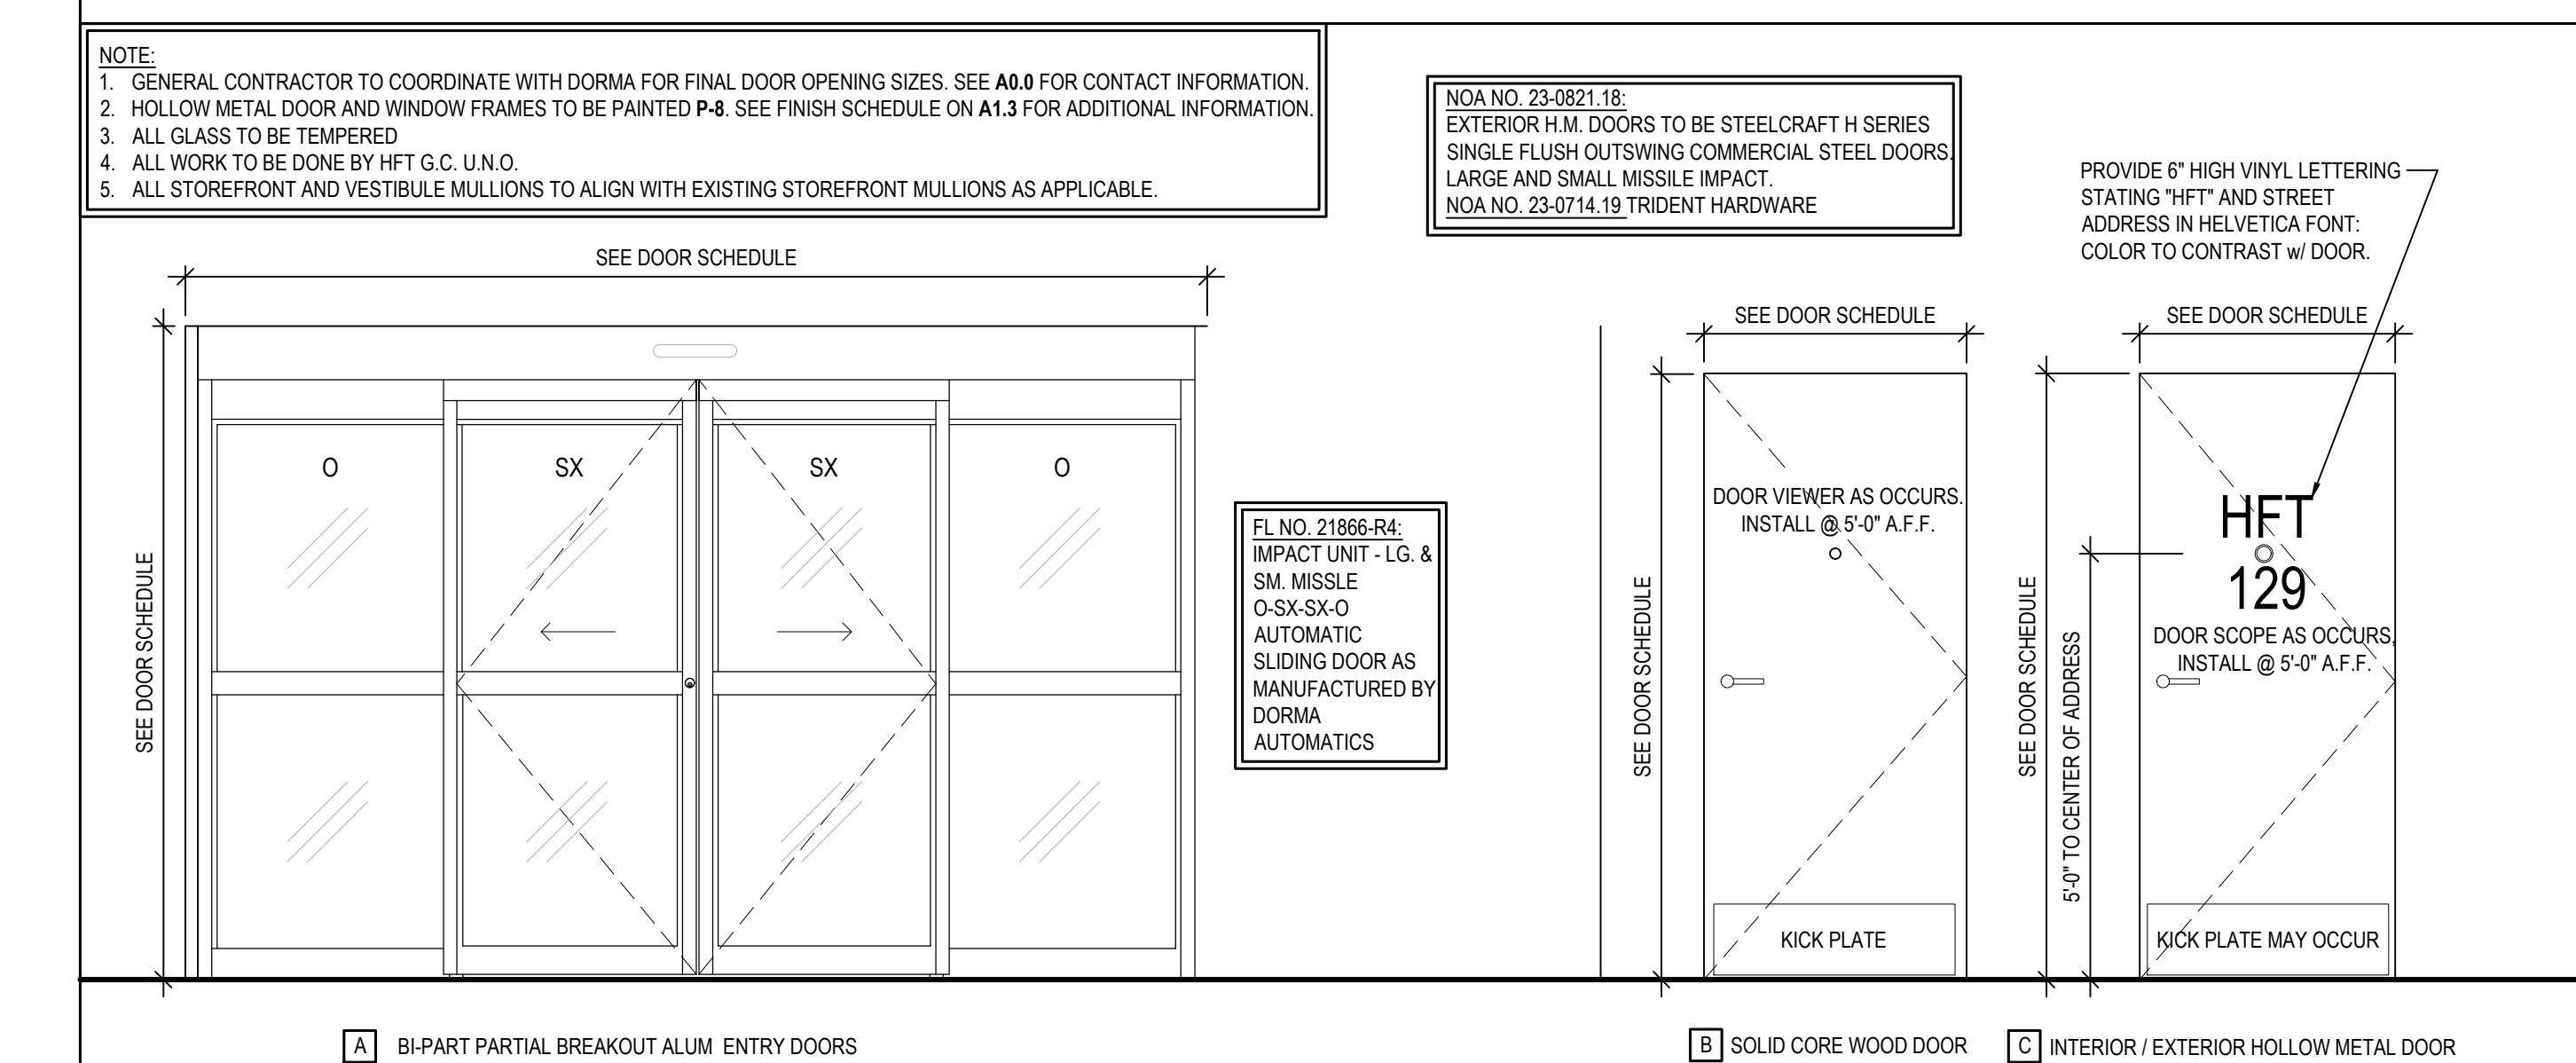 NOTE:
1. GENERAL CONTRACTOR TO COORDINATE WITH DORMA FOR FINAL DOOR OPENING SIZES. SEE A0.0 FOR CONTACT INFORMATION.
2. HOLLOW METAL DOOR AND WINDOW FRAMES TO BE PAINTED P-8. SEE FINISH SCHEDULE ON A1.3 FOR ADDITIONAL INFORMATION.
3. ALL GLASS TO BE TEMPERED
4. ALL WORK TO BE DONE BY HFT G.C. U.N.O.
5. ALL STOREFRONT AND VESTIBULE MULLIONS TO ALIGN WITH EXISTING STOREFRONT MULLIONS AS APPLICABLE.
NOA NO. 23-0821.18:
EXTERIOR H.M. DOORS TO BE STEELCRAFT H SERIES
SINGLE FLUSH OUTSWING COMMERCIAL STEEL DOORS.
LARGE AND SMALL MISSILE IMPACT.
NOA NO. 23-0714.19 TRIDENT HARDWARE
PROVIDE 6" HIGH VINYL LETTERING
STATING "HFT" AND STREET
ADDRESS IN HELVETICA FONT:
COLOR TO CONTRAST w/ DOOR.
SEE DOOR SCHEDULE
SEE DOOR SCHEDULE
O
SX
SX
O
FL NO. 21866-R4:
IMPACT UNIT - LG. &
SM. MISSLE
O-SX-SX-O
AUTOMATIC
SLIDING DOOR AS
MANUFACTURED BY
DORMA
AUTOMATICS
SEE DOOR SCHEDULE
SEE DOOR SCHEDULE
DOOR VIEWER AS OCCURS.
INSTALL @ 5'-0" A.F.F.
KICK PLATE
SEE DOOR SCHEDULE
SEE DOOR SCHEDULE
5'-0" TO CENTER OF ADDRESS
HFT
129
DOOR SCOPE AS OCCURS,
INSTALL @ 5'-0" A.F.F.
KICK PLATE MAY OCCUR
A BI-PART PARTIAL BREAKOUT ALUM ENTRY DOORS
B SOLID CORE WOOD DOOR
C INTERIOR / EXTERIOR HOLLOW METAL DOOR